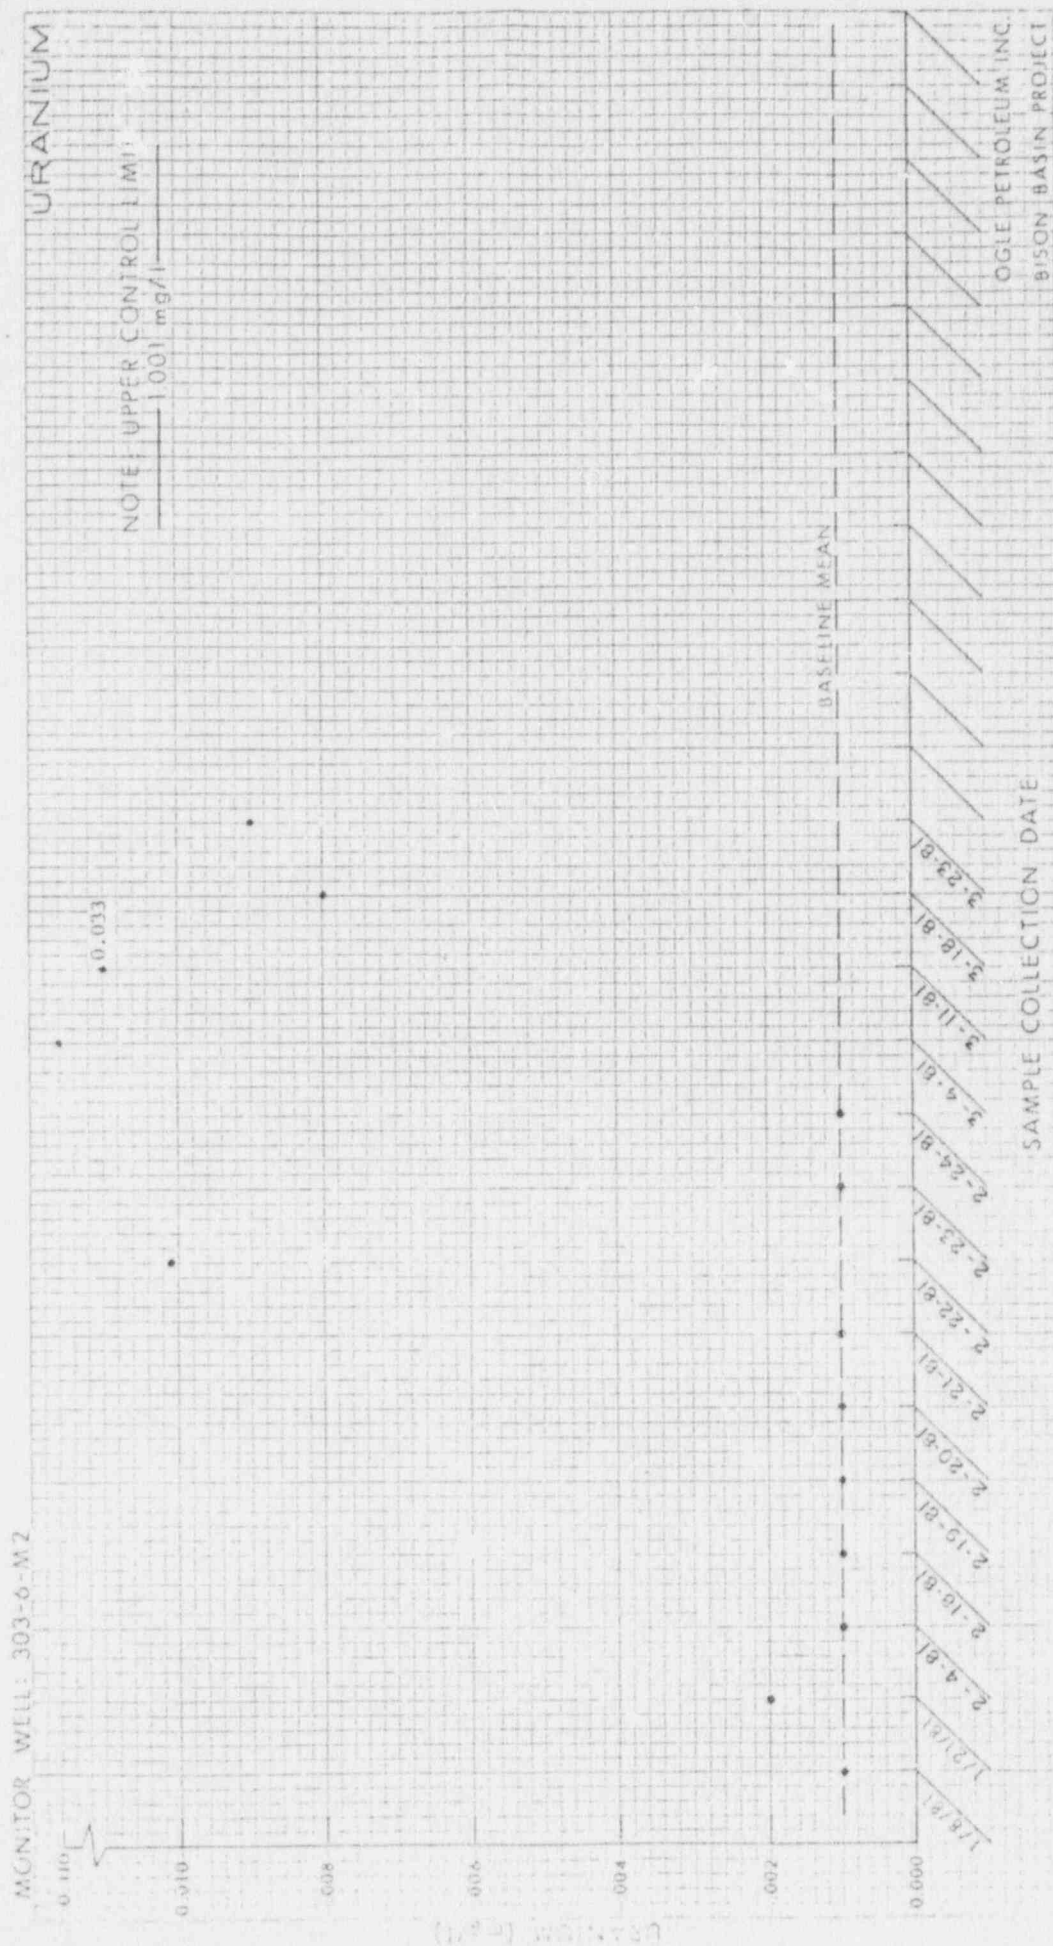 MONITOR WELL: 303-6-M2
URANIUM
NOTE: UPPER CONTROL LIMIT
1.001 mg/l
0.110
0.010
.008
.006
.004
.002
0.000
URANIUM (mg/l)
0.033
BASELINE MEAN
1/8/81
1/21/81
2-4-81
2-18-81
2-19-81
2-20-81
2-21-81
2-22-81
2-23-81
2-24-81
3-4-81
3-11-81
3-18-81
3-23-81
SAMPLE COLLECTION DATE
OGLE PETROLEUM INC.
BISON BASIN PROJECT